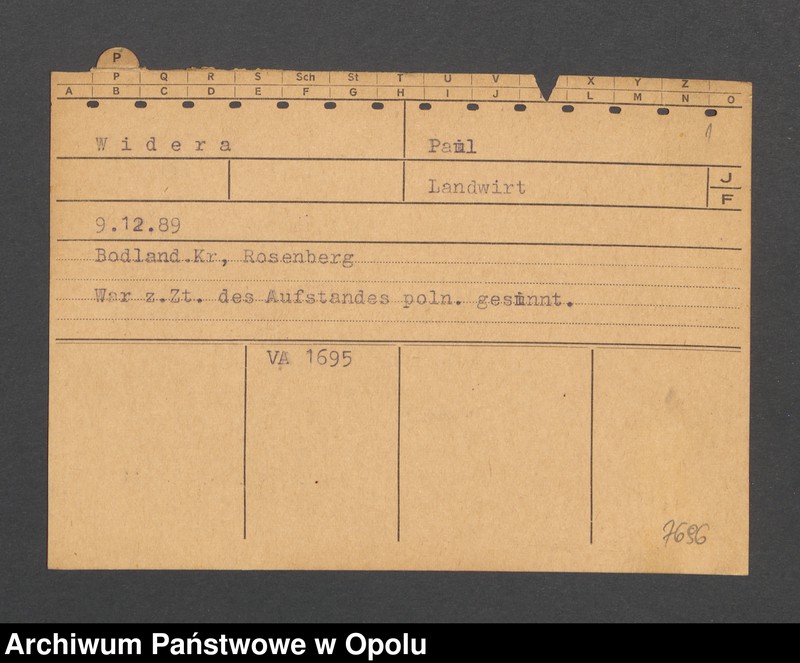 P
P Q R S Sch St T U V X Y Z
A B C D E F G H I J L M N O
1
Widera Paul
Landwirt J
F
9.12.89
Bodland.Kr, Rosenberg
War z.Zt. des Aufstandes poln. gesinnt.
VA 1695
7696
Archiwum Państwowe w Opolu